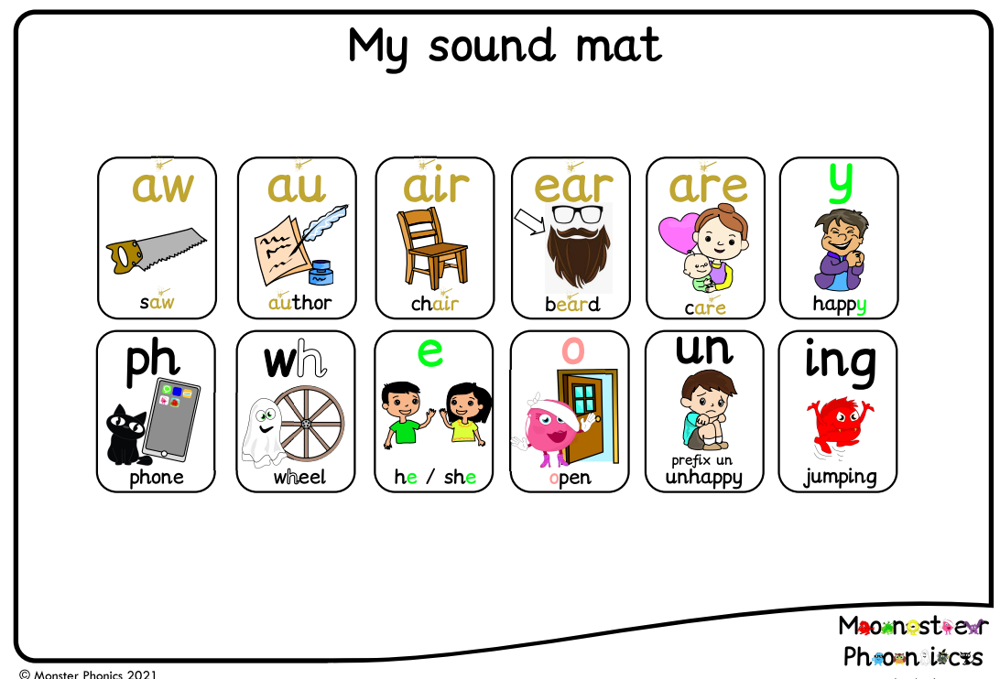 My sound mat
aw au air ear are y
saw author chair beard care happy
ph wh e o un ing
prefix un
phone wheel he / she open unhappy jumping
Monster
Phonics
© Monster Phonics 2021